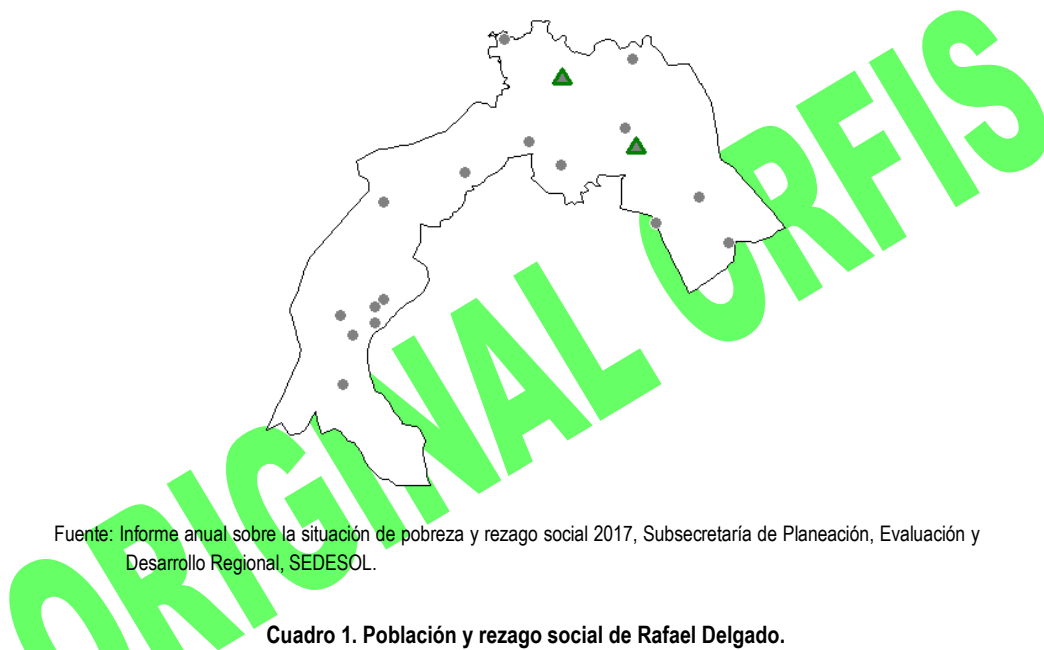 ORIGINAL ORFIS
Fuente: Informe anual sobre la situación de pobreza y rezago social 2017, Subsecretaría de Planeación, Evaluación y
Desarrollo Regional, SEDESOL.
Cuadro 1. Población y rezago social de Rafael Delgado.